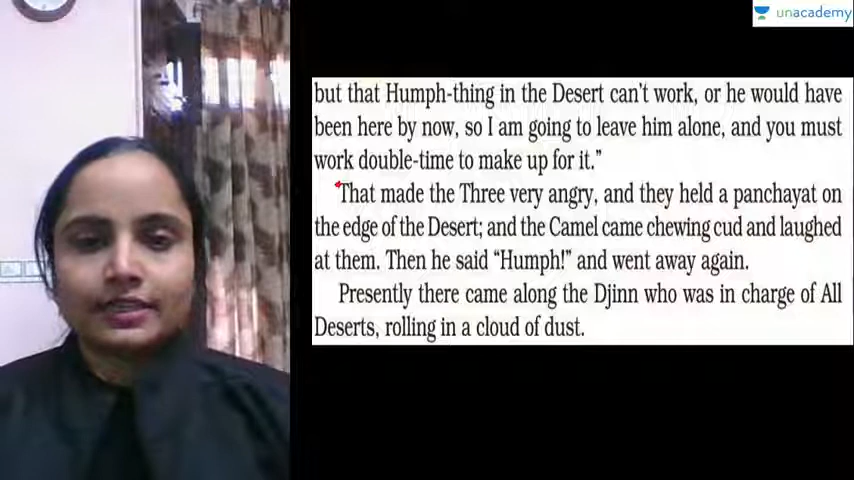 unacademy
but that Humph-thing in the Desert can't work, or he would have
been here by now, so I am going to leave him alone, and you must
work double-time to make up for it.”
That made the Three very angry, and they held a panchayat on
the edge of the Desert; and the Camel came chewing cud and laughed
at them. Then he said “Humph!” and went away again.
Presently there came along the Djinn who was in charge of All
Deserts, rolling in a cloud of dust.